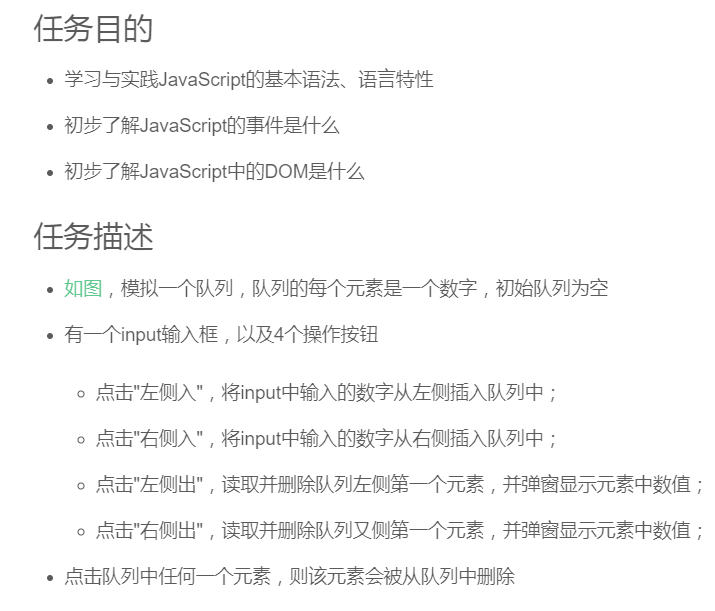 任务目的
学习与实践JavaScript的基本语法、语言特性
初步了解JavaScript的事件是什么
初步了解JavaScript中的DOM是什么
任务描述
如图，模拟一个队列，队列的每个元素是一个数字，初始队列为空
有一个input输入框，以及4个操作按钮
点击"左侧入"，将input中输入的数字从左侧插入队列中；
点击"右侧入"，将input中输入的数字从右侧插入队列中；
点击"左侧出"，读取并删除队列左侧第一个元素，并弹窗显示元素中数值；
点击"右侧出"，读取并删除队列又侧第一个元素，并弹窗显示元素中数值；
点击队列中任何一个元素，则该元素会被从队列中删除